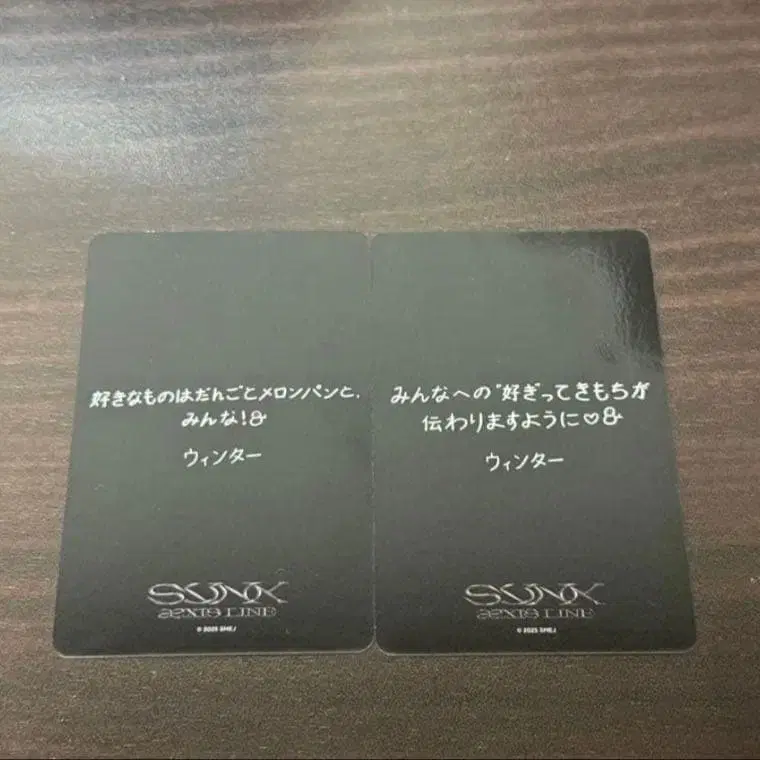 好きなものはだんごとメロンパンと、
みんな!
ウィンター
SYNK
aeXIS LINE
© 2025 SMEJ
みんなへの"好きってきもちが
伝わりますように♡
ウィンター
SYNK
aeXIS LINE
© 2025 SMEJ